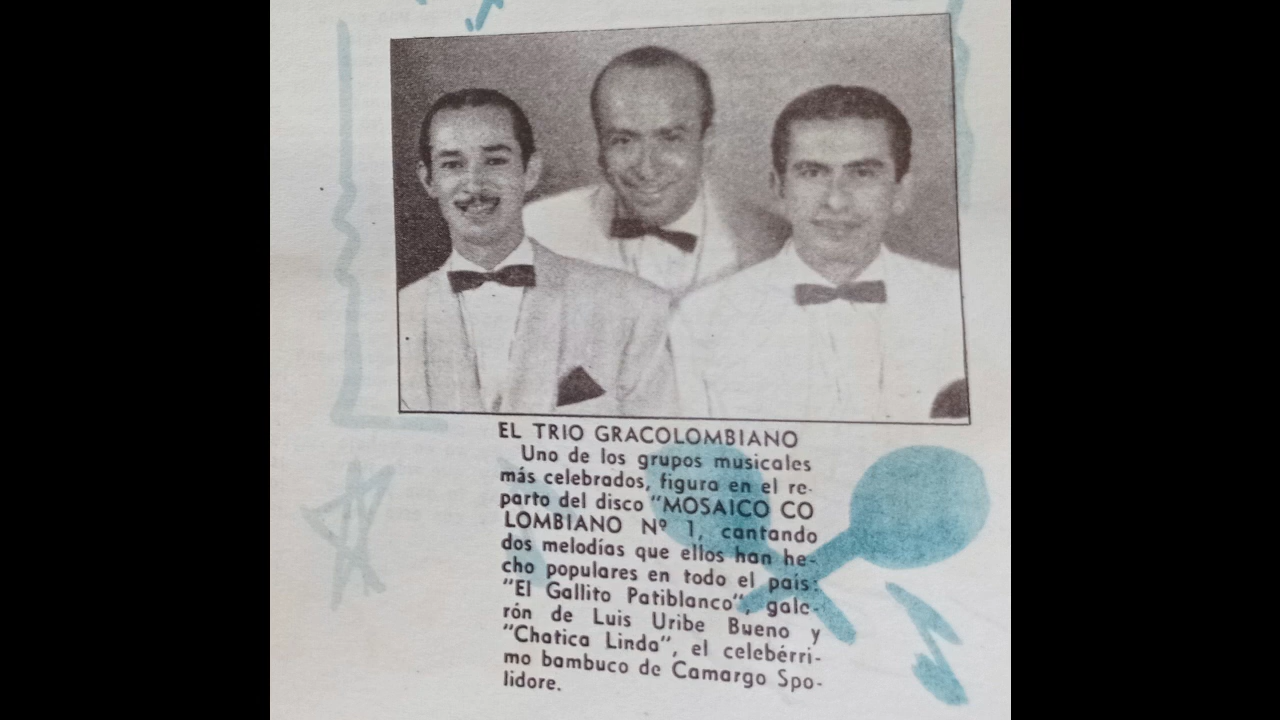 EL TRIO GRACOLOMBIANO
Uno de los grupos musicales
más celebrados, figura en el re-
parto del disco "MOSAICO CO
LOMBIANO Nº 1, cantando
dos melodías que ellos han he-
cho populares en todo el país:
"El Gallito Patiblanco", gale-
rón de Luis Uribe Bueno y
"Chatica Linda", el celebérri-
mo bambuco de Camargo Spo-
lidore.